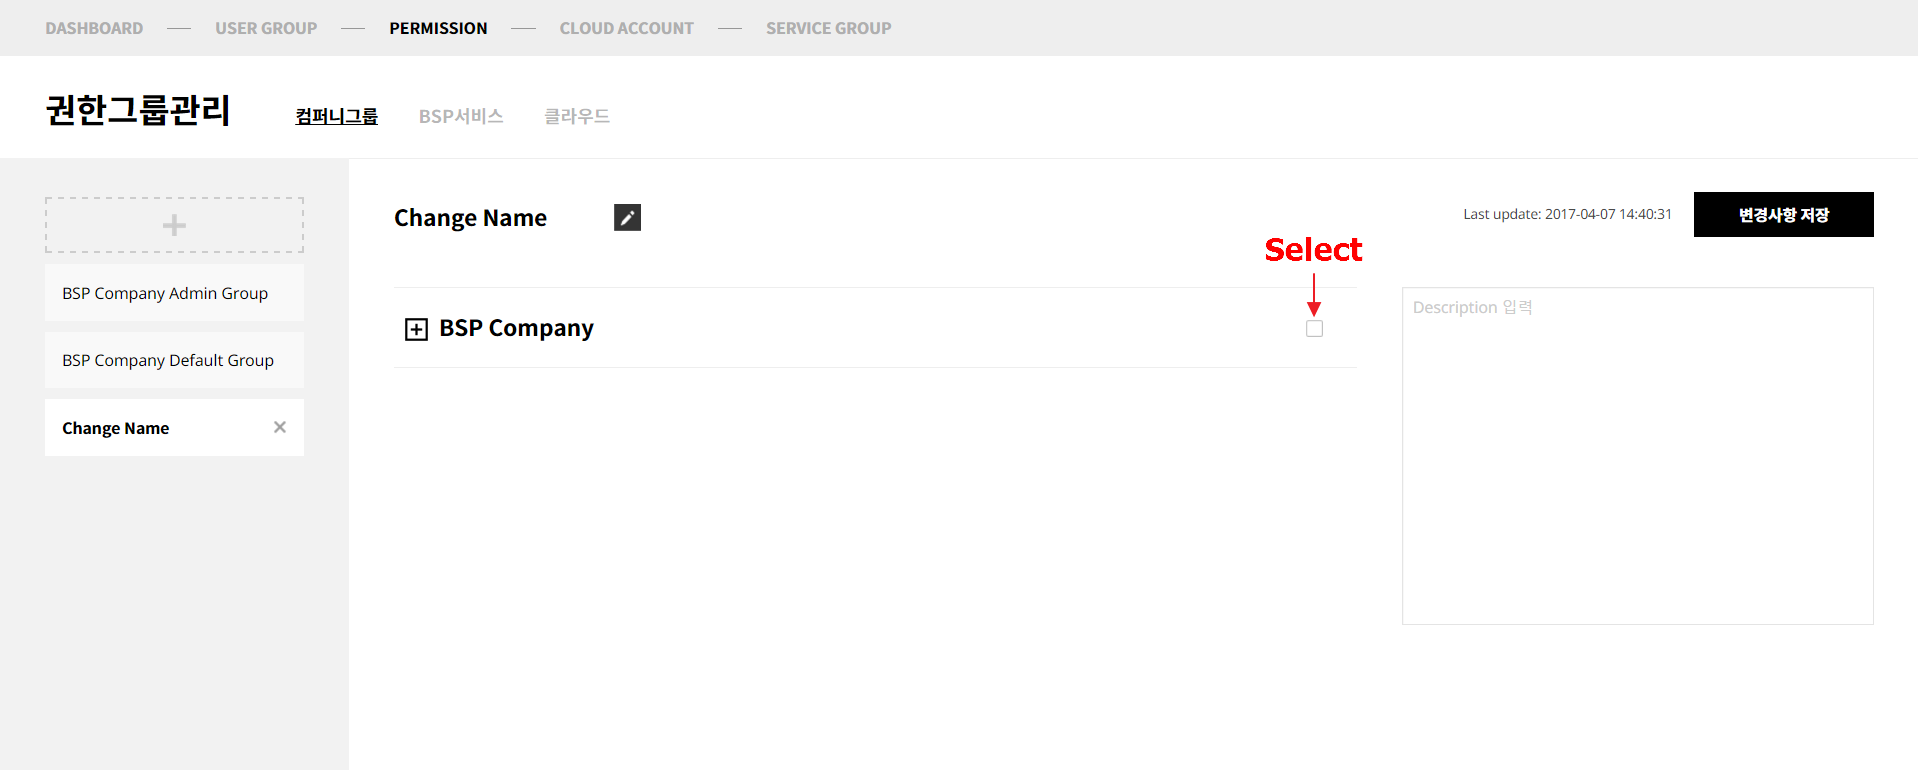 DASHBOARD — USER GROUP — PERMISSION — CLOUD ACCOUNT — SERVICE GROUP
권한그룹관리 컴퍼니그룹 BSP서비스 클라우드
Change Name Last update: 2017-04-07 14:40:31 변경사항 저장
Select
BSP Company Admin Group
BSP Company Default Group
Change Name
BSP Company
Description 입력